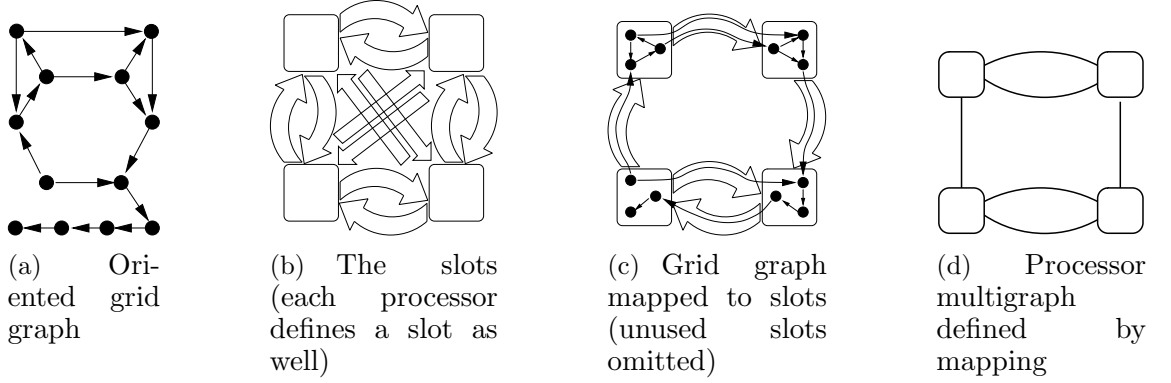 (a) Ori-
ented grid
graph
(b) The slots
(each processor
defines a slot as
well)
(c) Grid graph
mapped to slots
(unused slots
omitted)
(d) Processor
multigraph
defined by
mapping